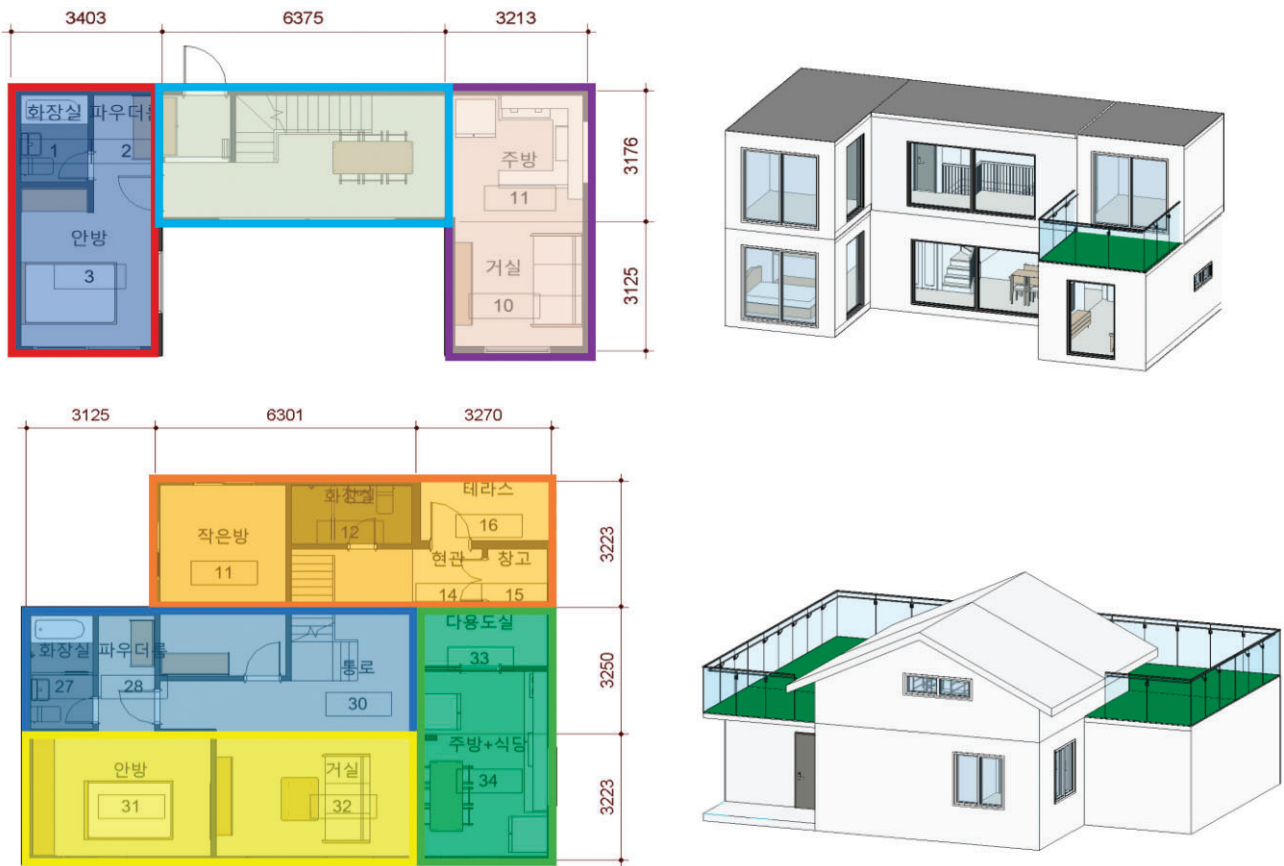 3403 6375 3213
화장실 파우더룸
1 2
주방
11
안방
3
거실
10
3176
3125
3125 6301 3270
화장실 테라스
12 16
작은방
11
현관 창고
14 15
화장실 파우더룸
27 28
통로
30
다용도실
33
안방
31
거실
32
주방+식당
34
3223
3250
3223